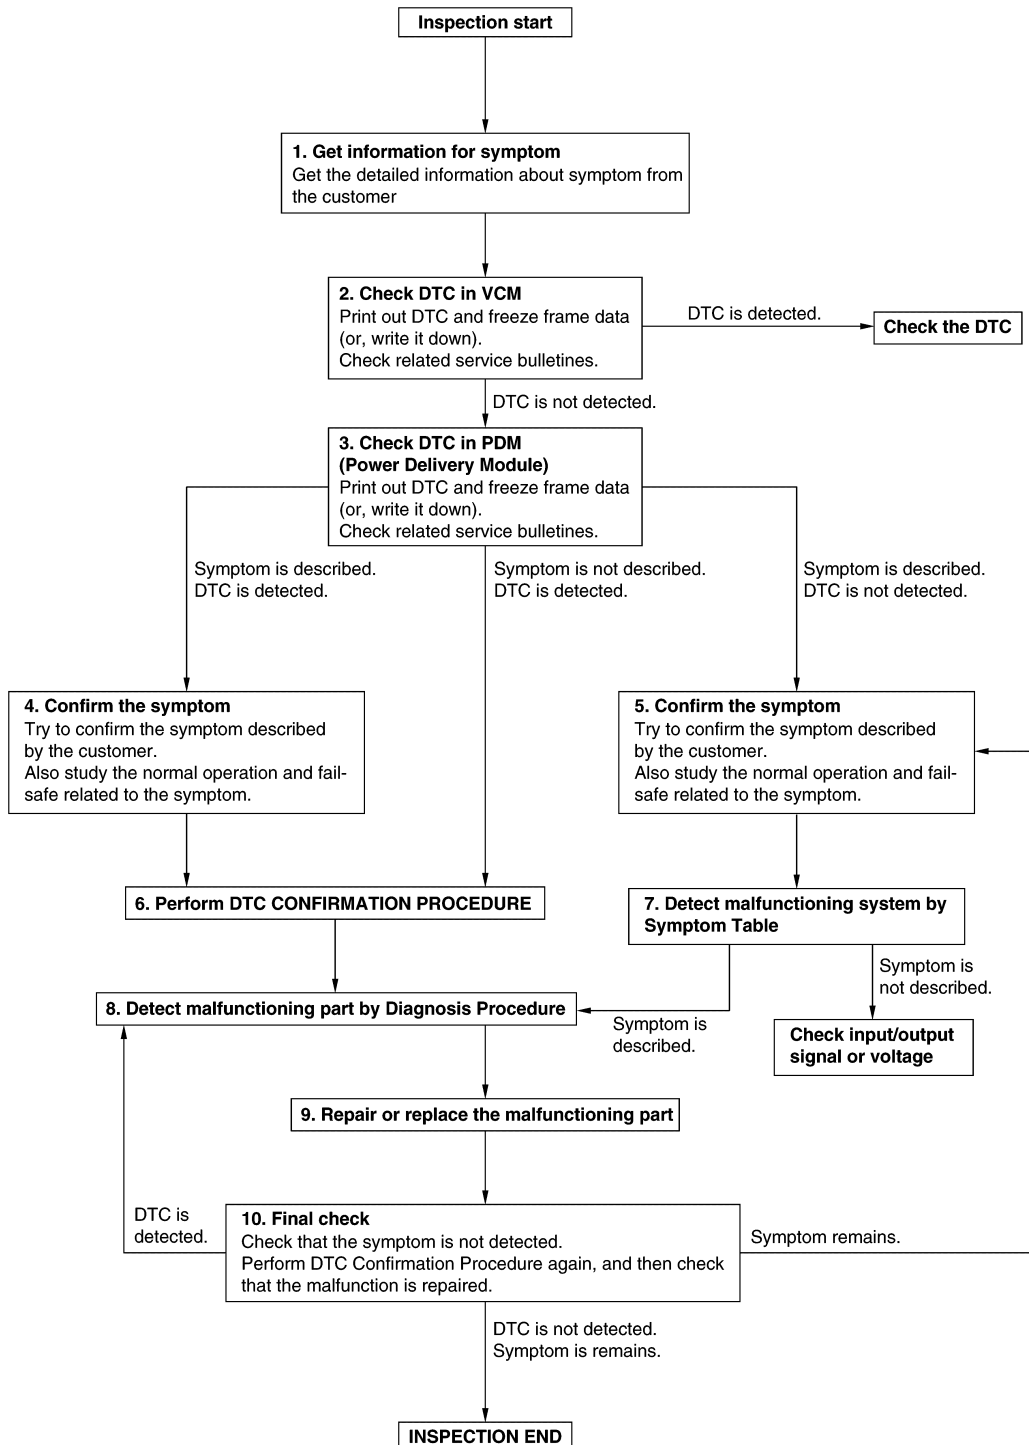 Inspection start
1. Get information for symptom
Get the detailed information about symptom from
the customer
2. Check DTC in VCM
Print out DTC and freeze frame data
(or, write it down).
Check related service bulletines.
DTC is detected.
Check the DTC
DTC is not detected.
3. Check DTC in PDM
(Power Delivery Module)
Print out DTC and freeze frame data
(or, write it down).
Check related service bulletines.
Symptom is described.
DTC is detected.
Symptom is not described.
DTC is detected.
Symptom is described.
DTC is not detected.
4. Confirm the symptom
Try to confirm the symptom described
by the customer.
Also study the normal operation and fail-
safe related to the symptom.
5. Confirm the symptom
Try to confirm the symptom described
by the customer.
Also study the normal operation and fail-
safe related to the symptom.
6. Perform DTC CONFIRMATION PROCEDURE
7. Detect malfunctioning system by
Symptom Table
Symptom is
not described.
8. Detect malfunctioning part by Diagnosis Procedure
Symptom is
described.
Check input/output
signal or voltage
9. Repair or replace the malfunctioning part
DTC is
detected.
10. Final check
Check that the symptom is not detected.
Perform DTC Confirmation Procedure again, and then check
that the malfunction is repaired.
Symptom remains.
DTC is not detected.
Symptom is remains.
INSPECTION END